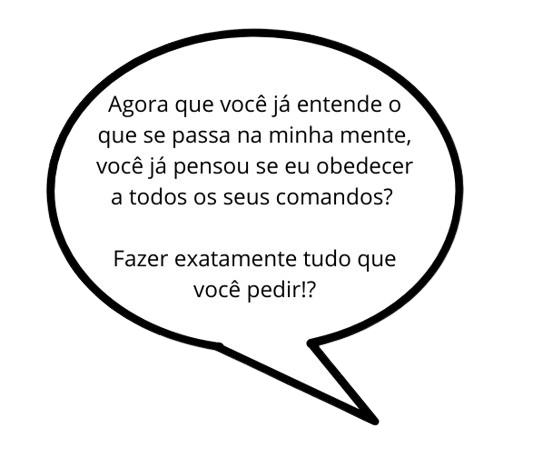 Agora que você já entende o
que se passa na minha mente,
você já pensou se eu obedecer
a todos os seus comandos?
Fazer exatamente tudo que
você pedir!?